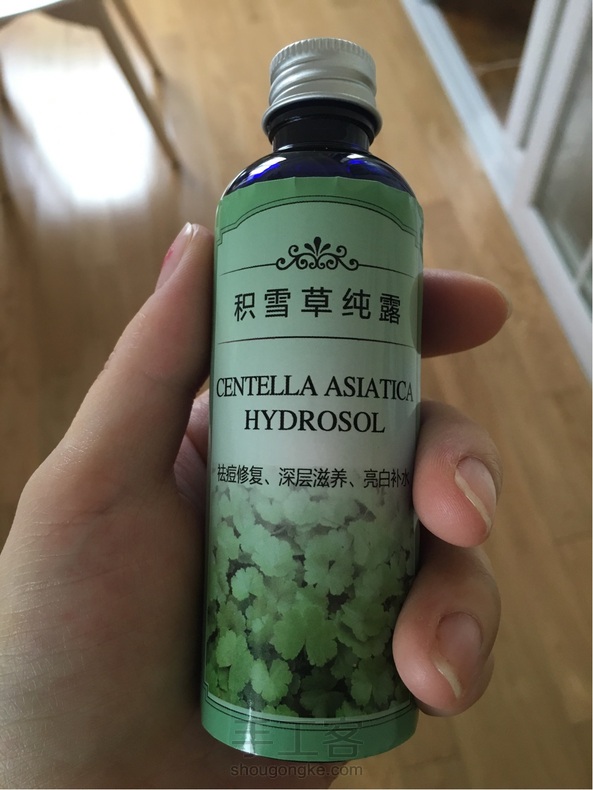 积雪草纯露
CENTELLA ASIATICA
HYDROSOL
祛痘修复、深层滋养、亮白补水
手工客
shougongke.com